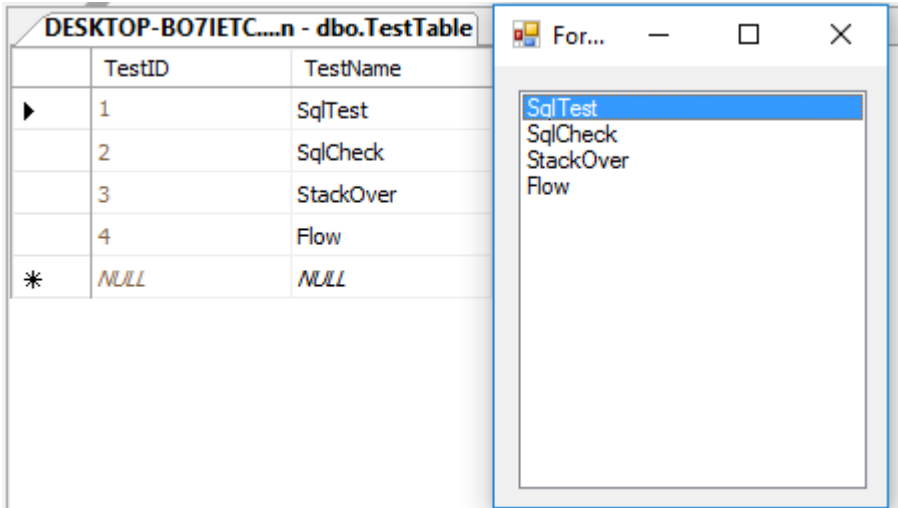 DESKTOP-BO7IETC....n - dbo.TestTable
TestID TestName
1 SqlTest
2 SqlCheck
3 StackOver
4 Flow
NULL NULL
For...
SqlTest
SqlCheck
StackOver
Flow